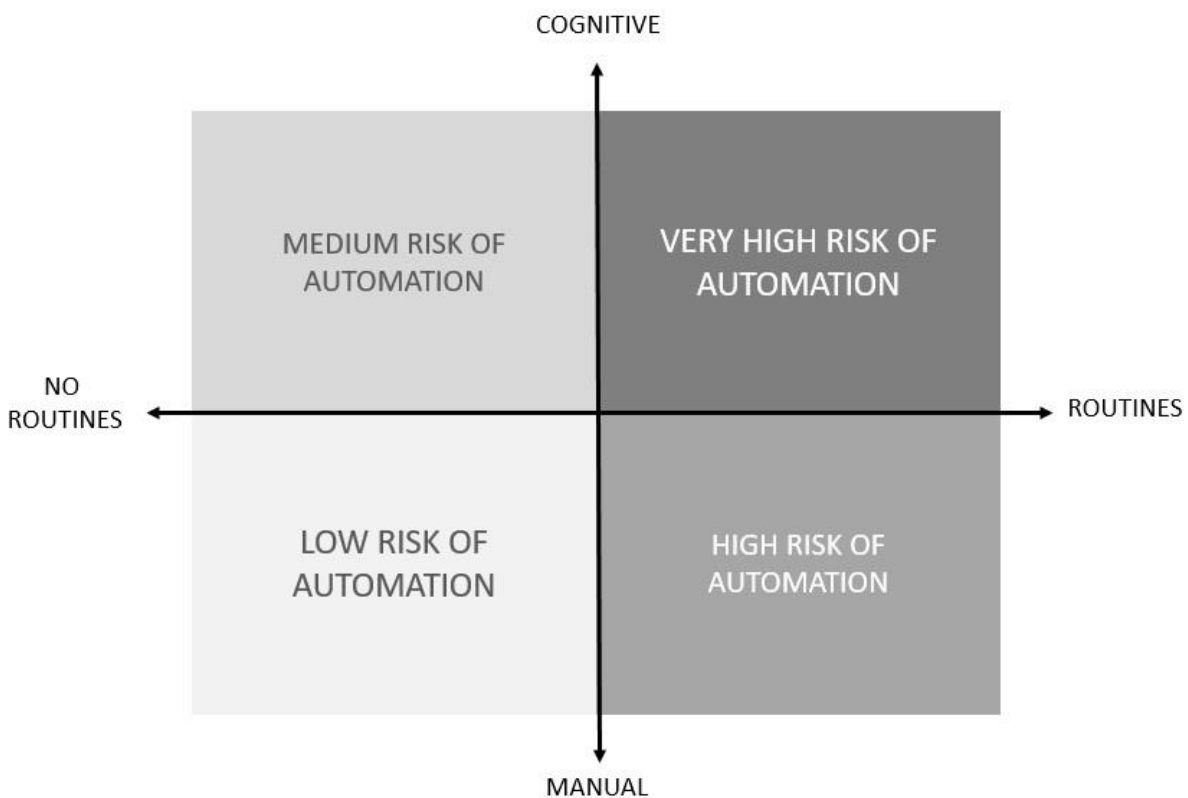 COGNITIVE
MEDIUM RISK OF
AUTOMATION
VERY HIGH RISK OF
AUTOMATION
NO
ROUTINES
ROUTINES
LOW RISK OF
AUTOMATION
HIGH RISK OF
AUTOMATION
MANUAL